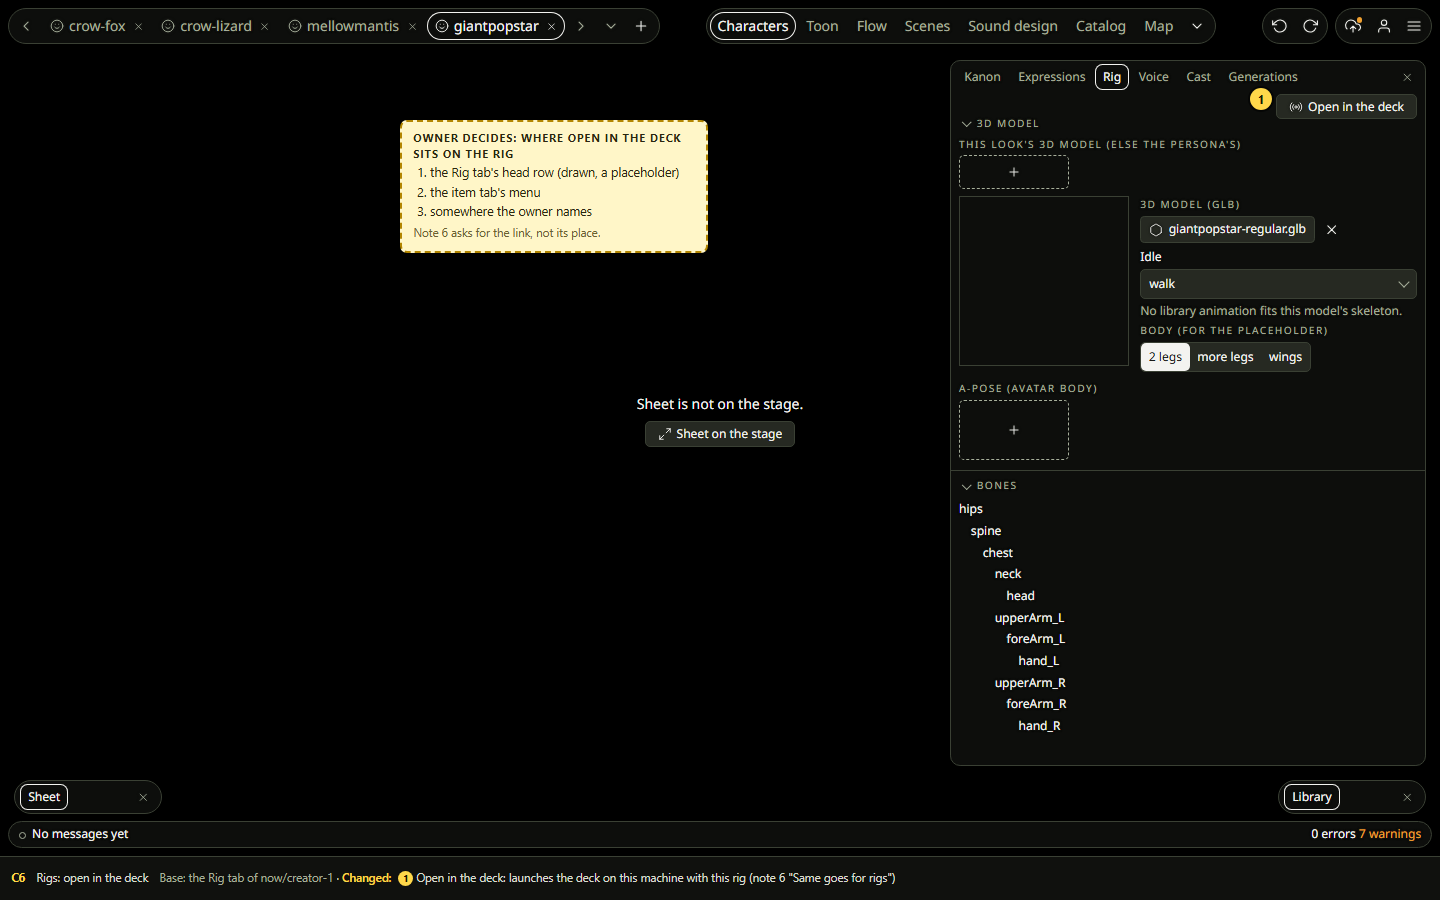 crow-fox
crow-lizard
mellowmantis
giantpopstar
Characters Toon Flow Scenes Sound design Catalog Map
Kanon Expressions Rig Voice Cast Generations
1 Open in the deck
3D MODEL
THIS LOOK'S 3D MODEL (ELSE THE PERSONA'S)
3D MODEL (GLB)
giantpopstar-regular.glb
Idle
walk
No library animation fits this model's skeleton.
BODY (FOR THE PLACEHOLDER)
2 legs more legs wings
A-POSE (AVATAR BODY)
BONES
hips
spine
chest
neck
head
upperArm_L
foreArm_L
hand_L
upperArm_R
foreArm_R
hand_R
OWNER DECIDES: WHERE OPEN IN THE DECK
SITS ON THE RIG
1. the Rig tab's head row (drawn, a placeholder)
2. the item tab's menu
3. somewhere the owner names
Note 6 asks for the link, not its place.
Sheet is not on the stage.
Sheet on the stage
Sheet
Library
No messages yet
0 errors 7 warnings
C6 Rigs: open in the deck Base: the Rig tab of now/creator-1 · Changed: 1 Open in the deck: launches the deck on this machine with this rig (note 6 "Same goes for rigs")